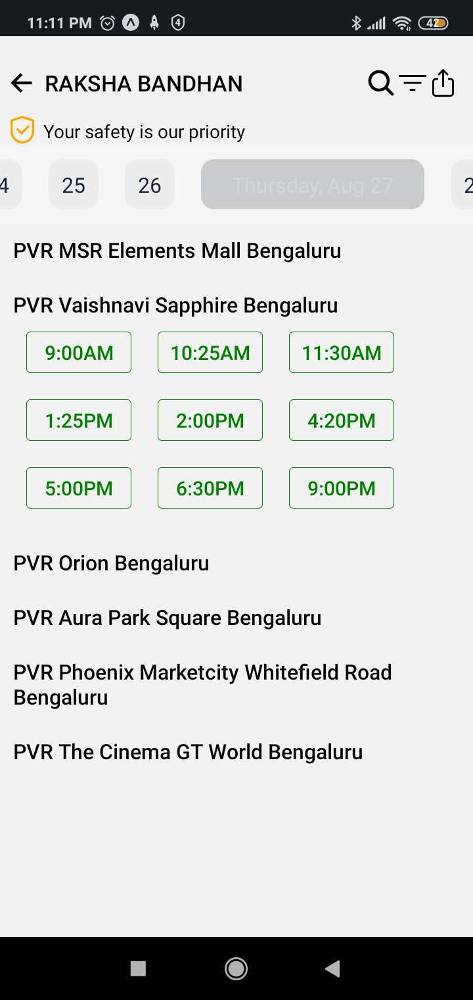 11:11 PM 4 42
RAKSHA BANDHAN
Your safety is our priority
4 25 26 Thursday, Aug 27 2
PVR MSR Elements Mall Bengaluru
PVR Vaishnavi Sapphire Bengaluru
9:00AM 10:25AM 11:30AM
1:25PM 2:00PM 4:20PM
5:00PM 6:30PM 9:00PM
PVR Orion Bengaluru
PVR Aura Park Square Bengaluru
PVR Phoenix Marketcity Whitefield Road
Bengaluru
PVR The Cinema GT World Bengaluru